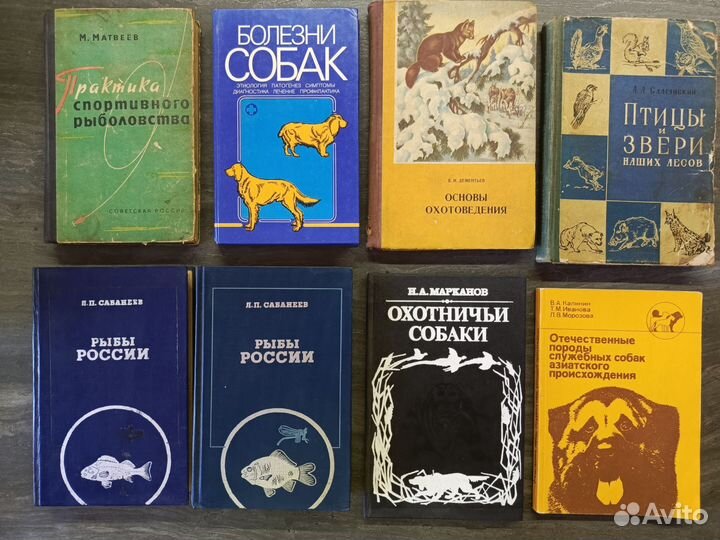 М. Матвеев
Практика
спортивного
рыболовства
СОВЕТСКАЯ РОССИЯ
БОЛЕЗНИ
СОБАК
ЭТИОЛОГИЯ ПАТОГЕНЕЗ СИМПТОМЫ
ДИАГНОСТИКА ЛЕЧЕНИЕ ПРОФИЛАКТИКА
В. И. ДЕМЕНТЬЕВ
ОСНОВЫ
ОХОТОВЕДЕНИЯ
ПТИЦЫ
И
ЗВЕРИ
НАШИХ ЛЕСОВ
Л.П. САБАНЕЕВ
РЫБЫ
РОССИИ
Л.П. САБАНЕЕВ
РЫБЫ
РОССИИ
Н.А. МАРКАНОВ
ОХОТНИЧЬИ
СОБАКИ
В.А. Калинин
Т.М. Иванова
Л.В. Морозова
Отечественные
породы
служебных собак
азиатского
происхождения
Avito